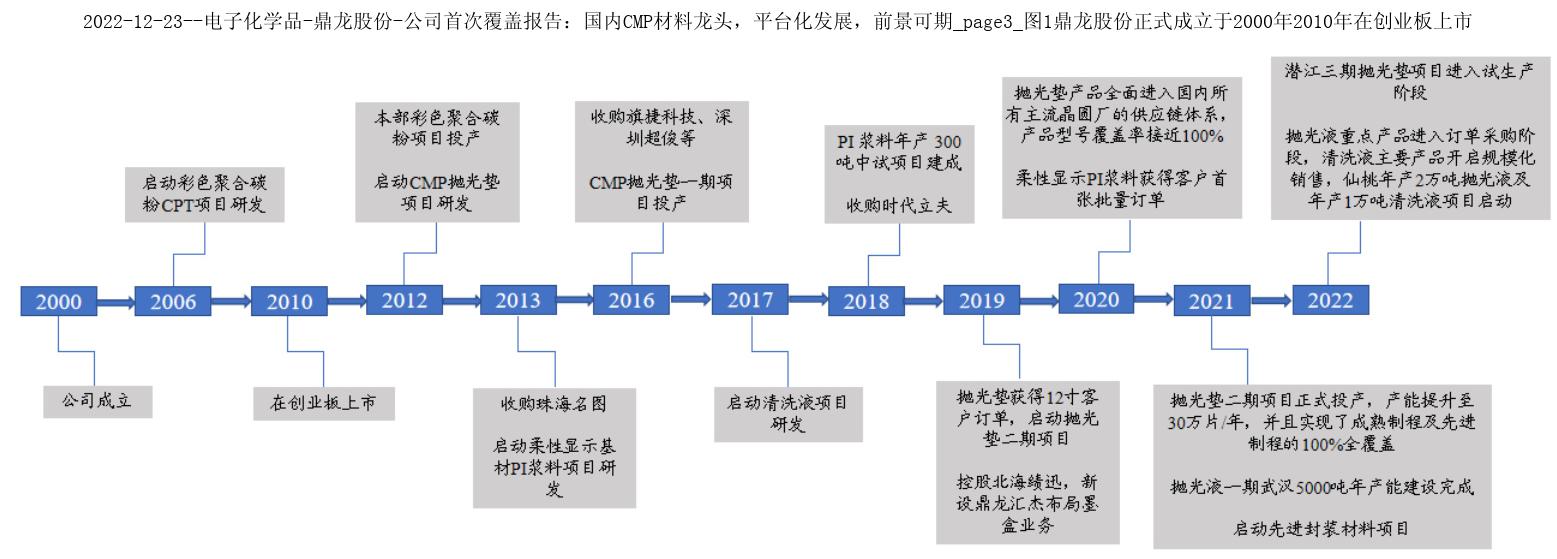 2022-12-23--电子化学品-鼎龙股份-公司首次覆盖报告：国内CMP材料龙头，平台化发展，前景可期_page3_图1鼎龙股份正式成立于2000年2010年在创业板上市
启动彩色聚合碳
粉CPT项目研发
本部彩色聚合碳
粉项目投产
启动CMP抛光垫
项目研发
收购旗捷科技、深
圳超俊等
CMP抛光垫一期项
目投产
PI 浆料年产 300
吨中试项目建成
收购时代立夫
抛光垫产品全面进入国内所
有主流晶圆厂的供应链体系，
产品型号覆盖率接近100%
柔性显示PI浆料获得客户首
张批量订单
潜江三期抛光垫项目进入试生产
阶段
抛光液重点产品进入订单采购阶
段，清洗液主要产品开启规模化
销售，仙桃年产2万吨抛光液及
年产1万吨清洗液项目启动
2000
2006
2010
2012
2013
2016
2017
2018
2019
2020
2021
2022
公司成立
在创业板上市
收购珠海名图
启动柔性显示基
材PI浆料项目研
发
启动清洗液项目
研发
抛光垫获得12寸客
户订单，启动抛光
垫二期项目
控股北海绩迅，新
设鼎龙汇杰布局墨
盒业务
抛光垫二期项目正式投产，产能提升至
30万片/年，并且实现了成熟制程及先进
制程的100%全覆盖
抛光液一期武汉5000吨年产能建设完成
启动先进封装材料项目